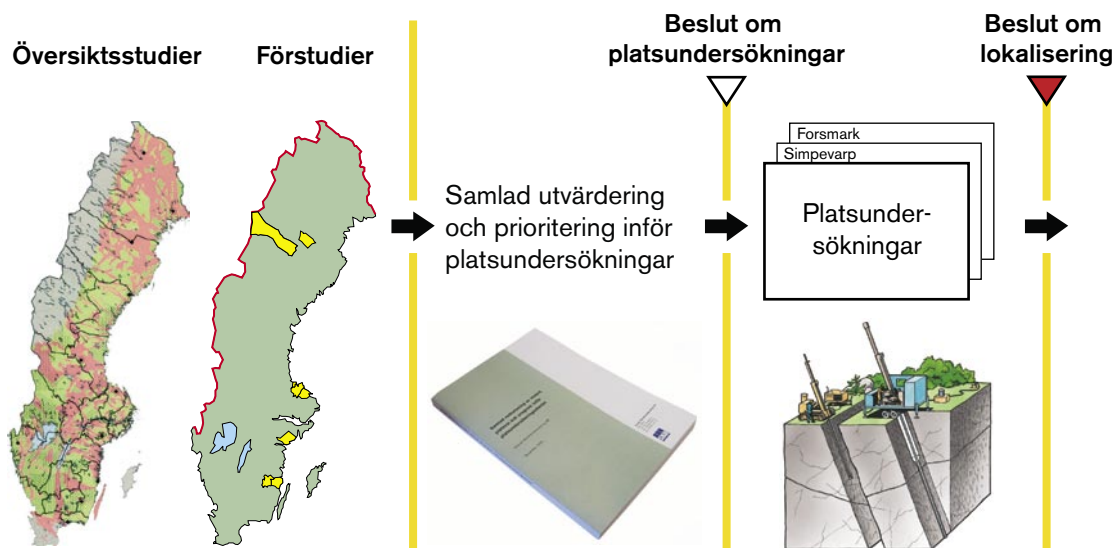 Översiktsstudier
Förstudier
Beslut om
platsundersökningar
Beslut om
lokalisering
Samlad utvärdering
och prioritering inför
platsundersökningar
Forsmark
Simpevarp
Platsunder-
sökningar